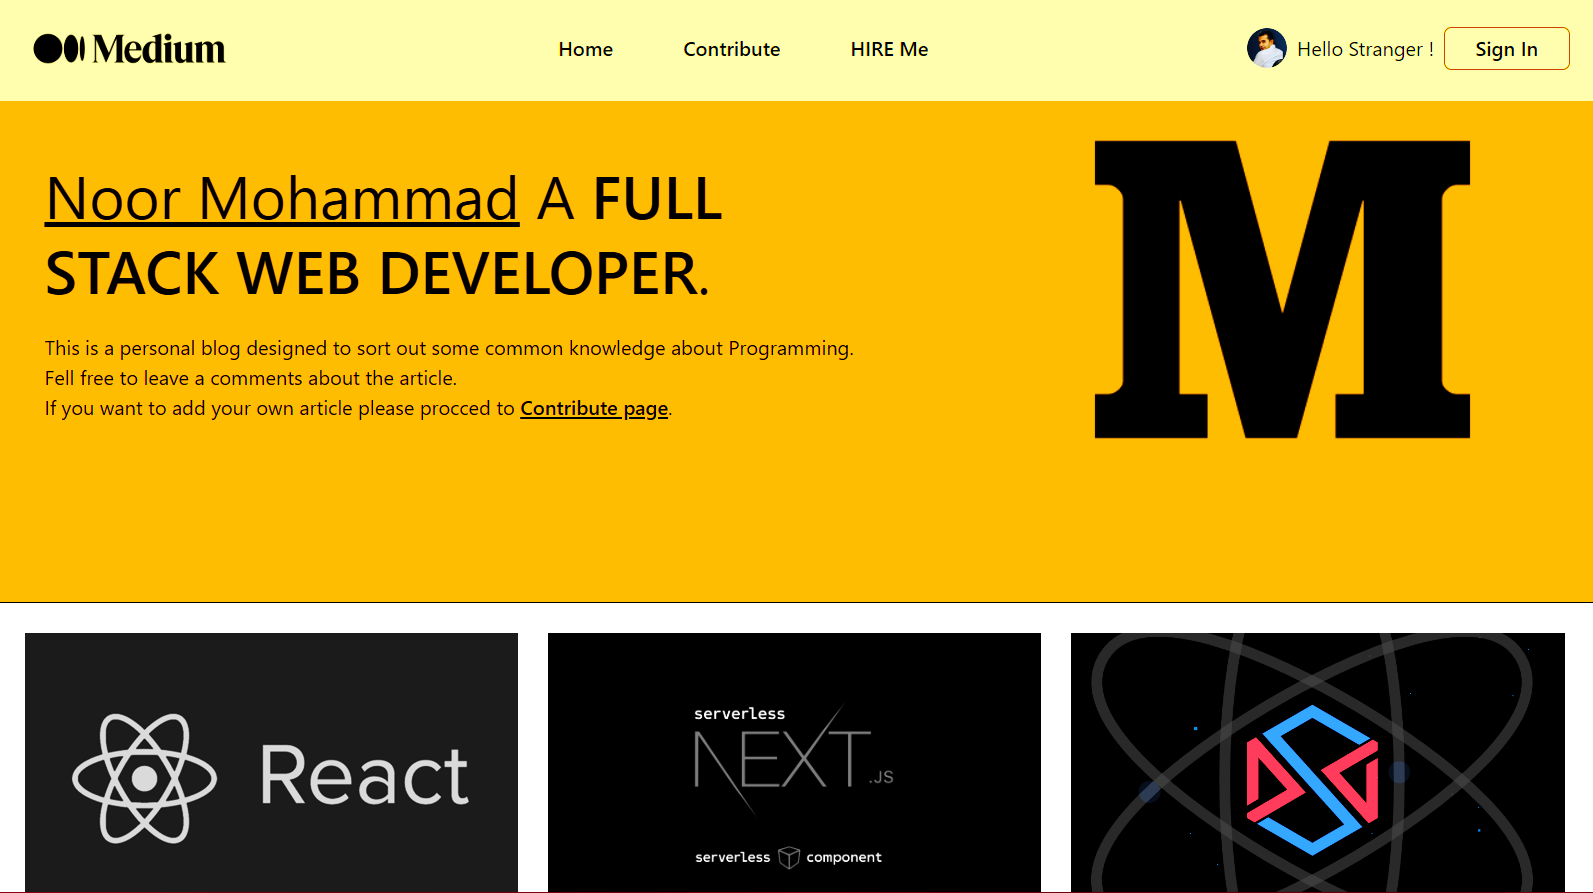 Medium
Home
Contribute
HIRE Me
Hello Stranger !
Sign In
Noor Mohammad A FULL
STACK WEB DEVELOPER.
M
This is a personal blog designed to sort out some common knowledge about Programming.
Fell free to leave a comments about the article.
If you want to add your own article please procced to Contribute page.
React
serverless
NEXT.JS
serverless component